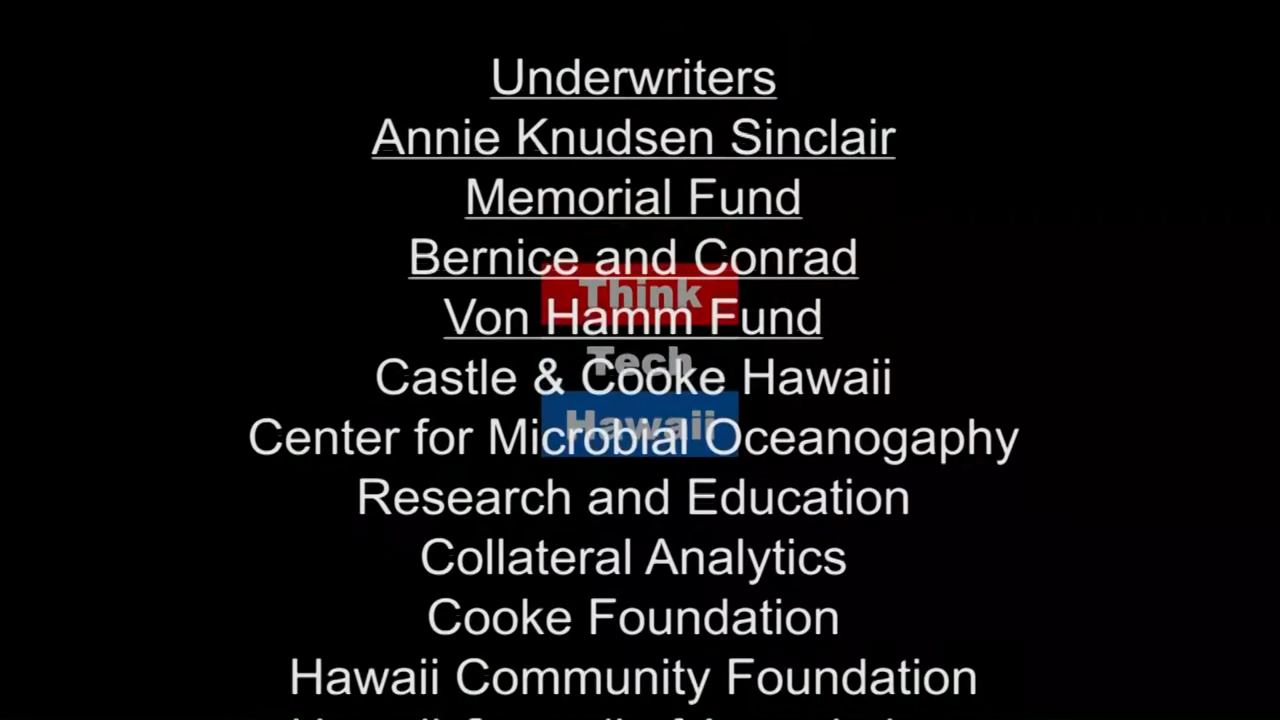 Underwriters
Annie Knudsen Sinclair
Memorial Fund
Bernice and Conrad
Think
Von Hamm Fund
Tech
Castle & Cooke Hawaii
Hawaii
Center for Microbial Oceanogaphy
Research and Education
Collateral Analytics
Cooke Foundation
Hawaii Community Foundation